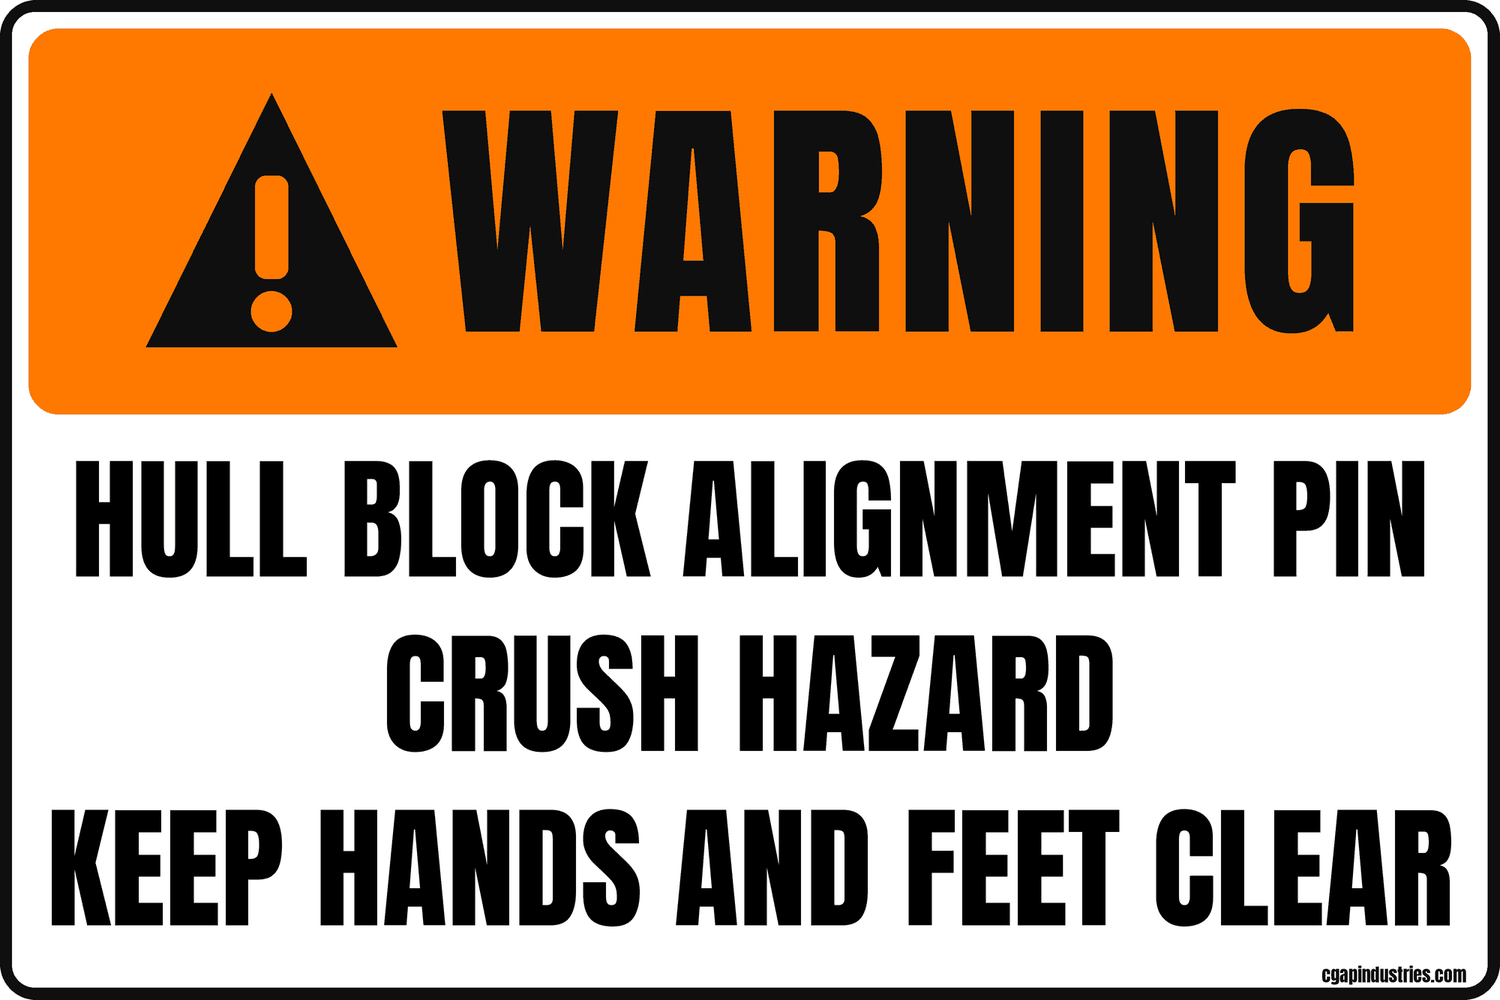 WARNING
HULL BLOCK ALIGNMENT PIN
CRUSH HAZARD
KEEP HANDS AND FEET CLEAR
cgapindustries.com